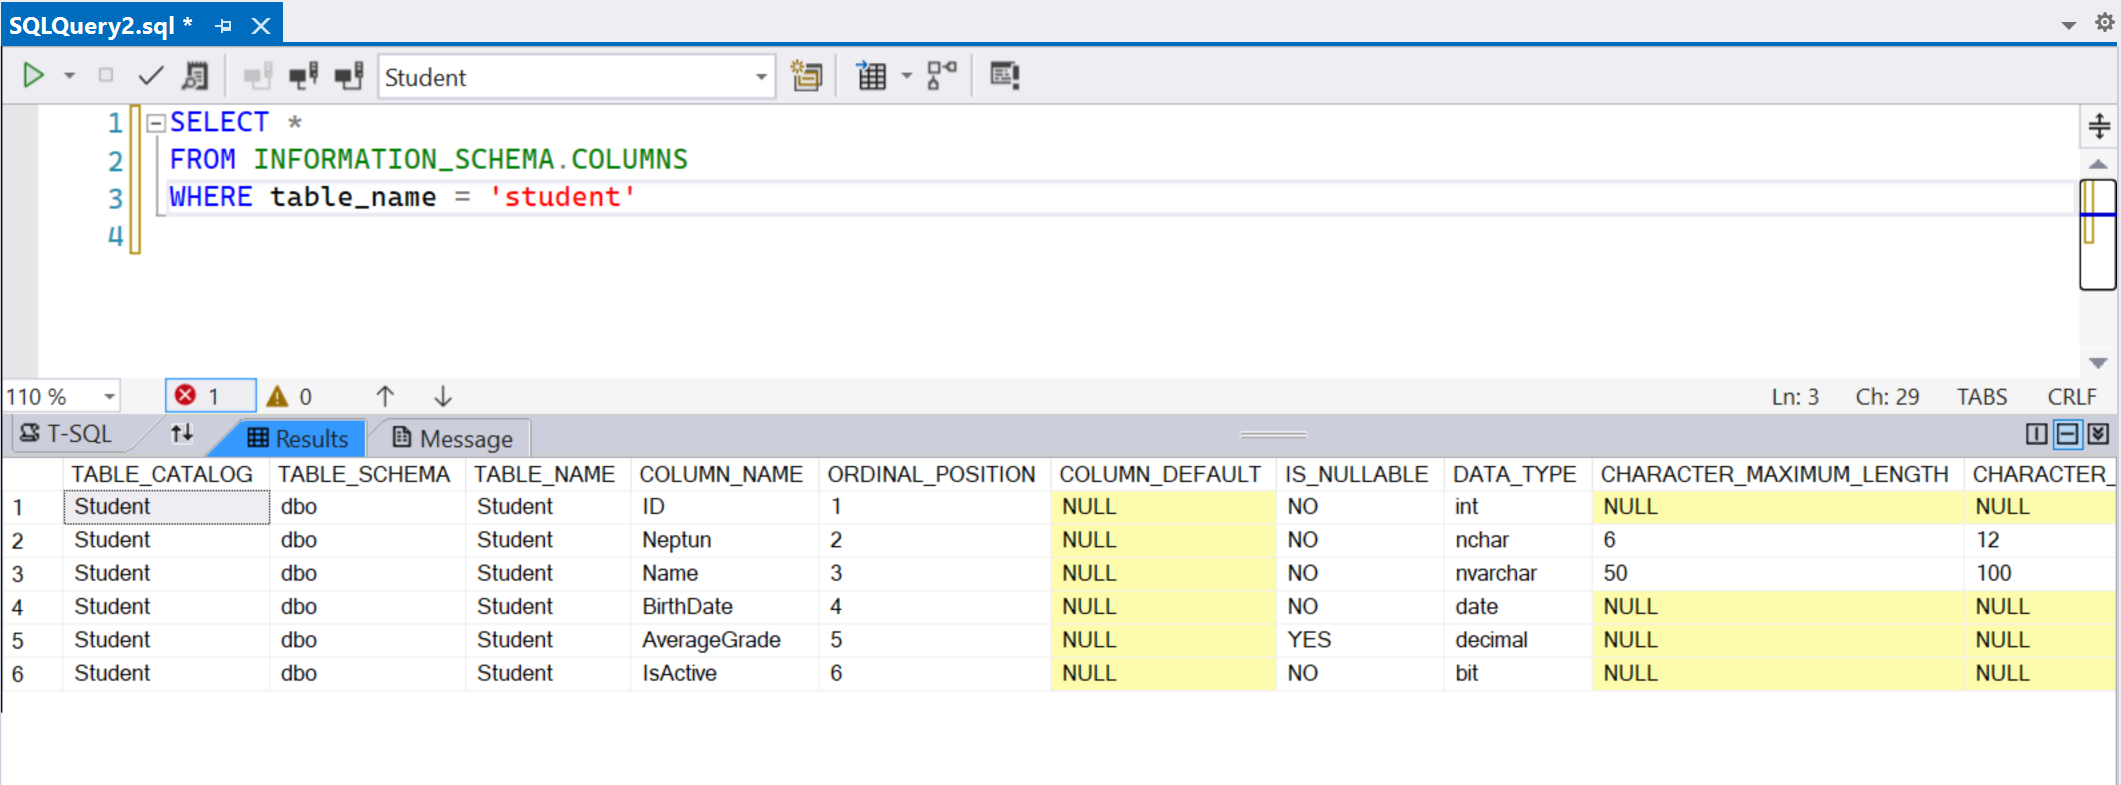 SQLQuery2.sql *
Student
1 SELECT *
2 FROM INFORMATION_SCHEMA.COLUMNS
3 WHERE table_name = 'student'
4
110 % 1 0 Ln: 3 Ch: 29 TABS CRLF
T-SQL Results Message
TABLE_CATALOG TABLE_SCHEMA TABLE_NAME COLUMN_NAME ORDINAL_POSITION COLUMN_DEFAULT IS_NULLABLE DATA_TYPE CHARACTER_MAXIMUM_LENGTH CHARACTER_
1 Student dbo Student ID 1 NULL NO int NULL NULL
2 Student dbo Student Neptun 2 NULL NO nchar 6 12
3 Student dbo Student Name 3 NULL NO nvarchar 50 100
4 Student dbo Student BirthDate 4 NULL NO date NULL NULL
5 Student dbo Student AverageGrade 5 NULL YES decimal NULL NULL
6 Student dbo Student IsActive 6 NULL NO bit NULL NULL